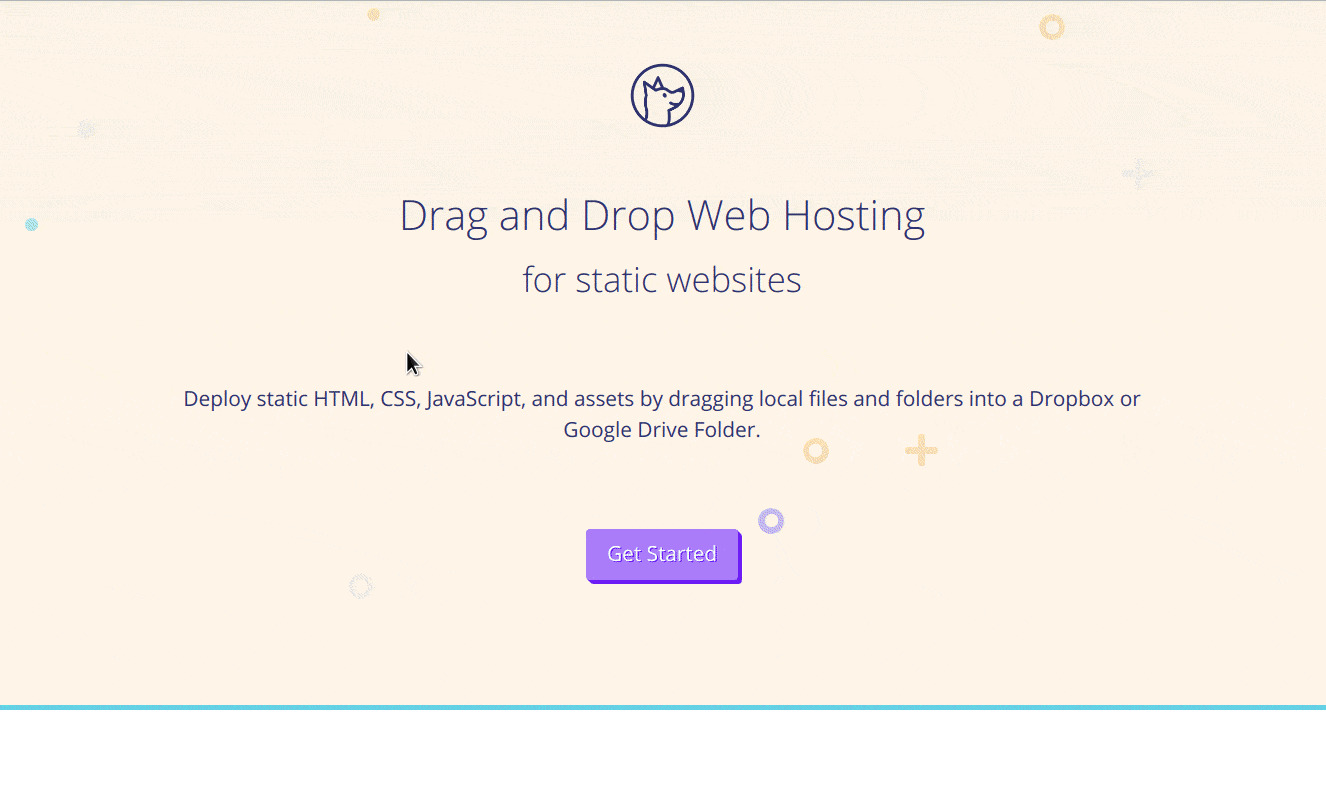 Drag and Drop Web Hosting
for static websites
Deploy static HTML, CSS, JavaScript, and assets by dragging local files and folders into a Dropbox or
Google Drive Folder.
Get Started